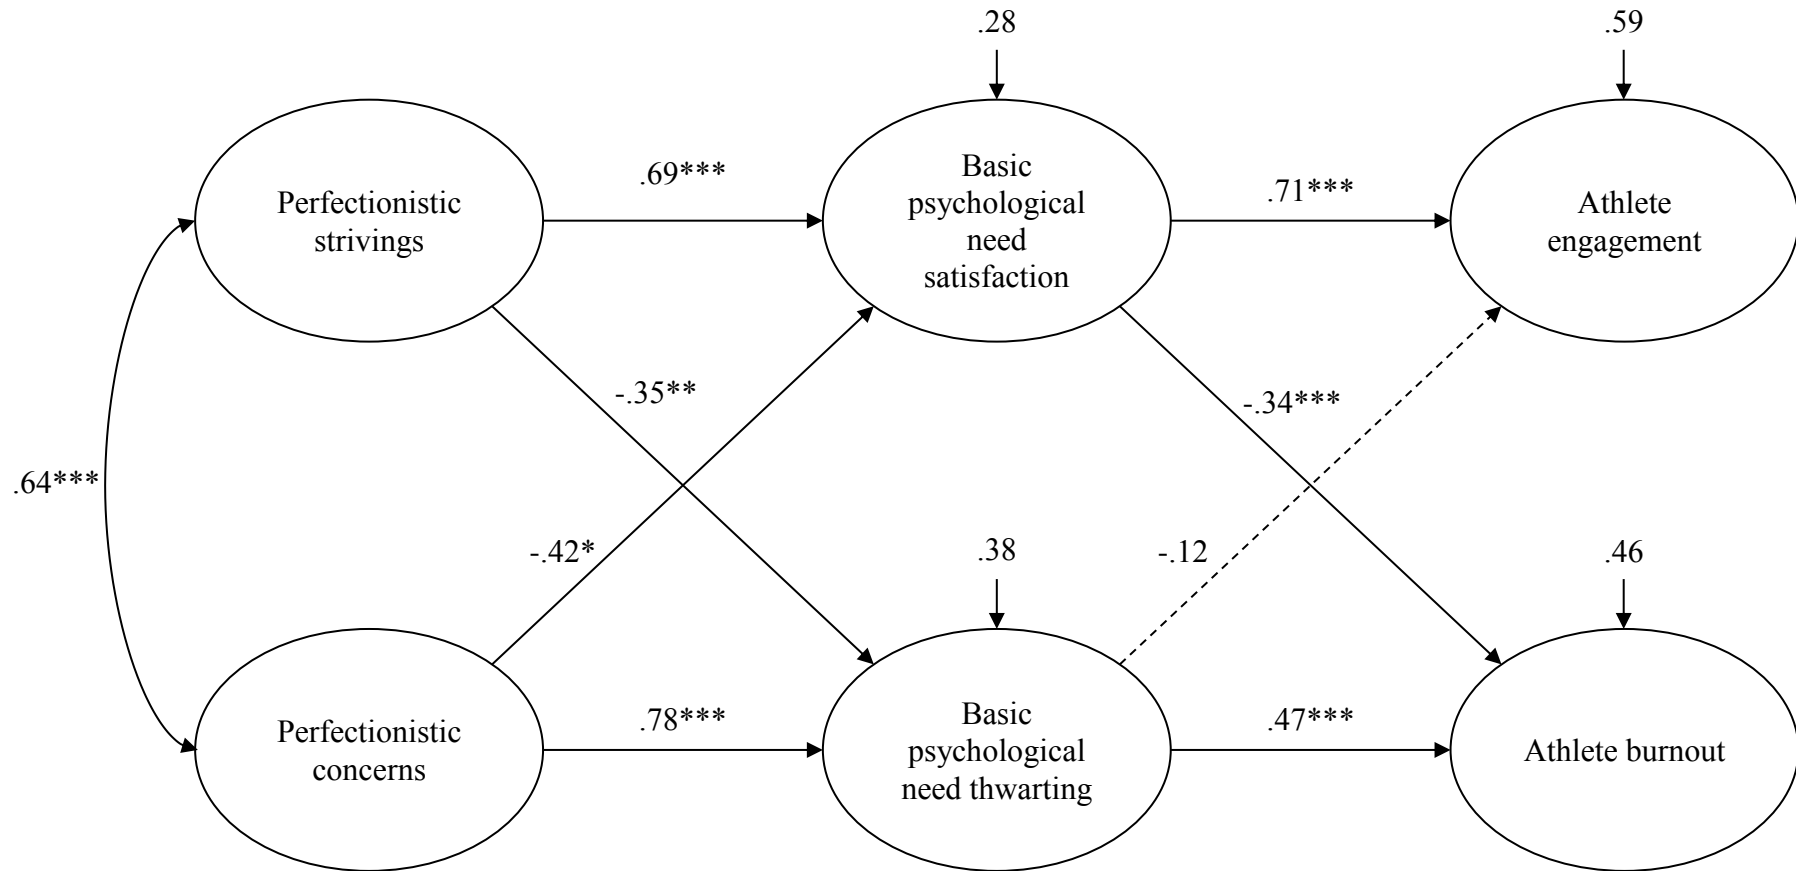 .28
.59
Perfectionistic
strivings
.69***
Basic
psychological
need
satisfaction
.71***
Athlete
engagement
-.35**
-.34***
.64***
-.42*
.38
-.12
.46
Perfectionistic
concerns
.78***
Basic
psychological
need thwarting
.47***
Athlete burnout